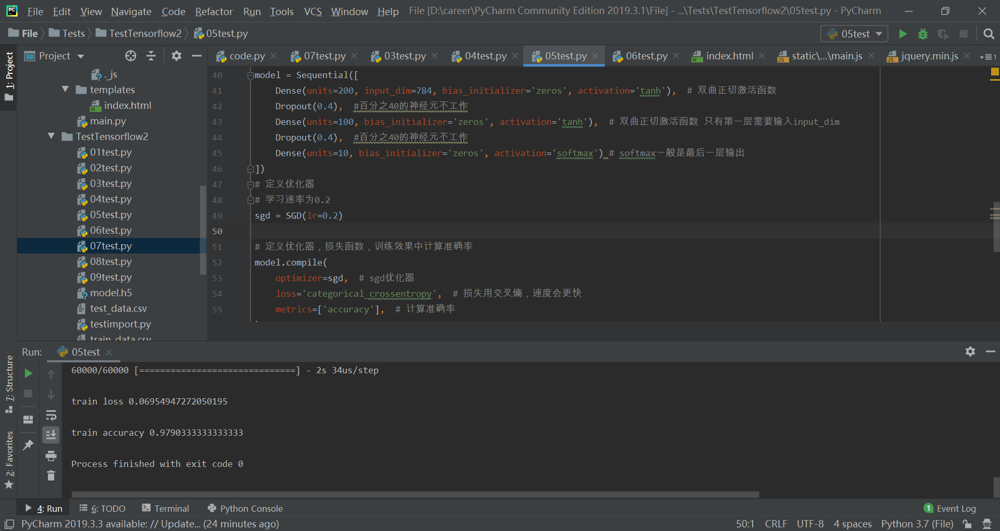 File Edit View Navigate Code Refactor Run Tools VCS Window Help File [D:\career\PyCharm Community Edition 2019.3.1\File] - ...\Tests\TestTensorflow2\05test.py - PyCharm
File Tests TestTensorflow2 05test.py 05test
1: Project
Project
code.py 07test.py 03test.py 04test.py 05test.py 06test.py index.html static\...\main.js jquery.min.js 1
._js
templates
index.html
main.py
TestTensorflow2
01test.py
02test.py
03test.py
04test.py
05test.py
06test.py
07test.py
08test.py
09test.py
model.h5
test_data.csv
testimport.py
train_data.csv
40 model = Sequential([
41 Dense(units=200, input_dim=784, bias_initializer='zeros', activation='tanh'), # 双曲正切激活函数
42 Dropout(0.4), #百分之40的神经元不工作
43 Dense(units=100, bias_initializer='zeros', activation='tanh'), # 双曲正切激活函数 只有第一层需要输入input_dim
44 Dropout(0.4), #百分之40的神经元不工作
45 Dense(units=10, bias_initializer='zeros', activation='softmax') # softmax一般是最后一层输出
46 ])
47 # 定义优化器
48 # 学习速率为0.2
49 sgd = SGD(lr=0.2)
50
51 # 定义优化器，损失函数，训练效果中计算准确率
52 model.compile(
53 optimizer=sgd, # sgd优化器
54 loss='categorical_crossentropy', # 损失用交叉熵，速度会更快
55 metrics=['accuracy'], # 计算准确率
Run: 05test
60000/60000 [==============================] - 2s 34us/step
train loss 0.06954947272050195
train accuracy 0.9790333333333333
Process finished with exit code 0
7: Structure
2: Favorites
4: Run 6: TODO Terminal Python Console 1 Event Log
PyCharm 2019.3.3 available: // Update... (24 minutes ago) 50:1 CRLF UTF-8 4 spaces Python 3.7 (File)